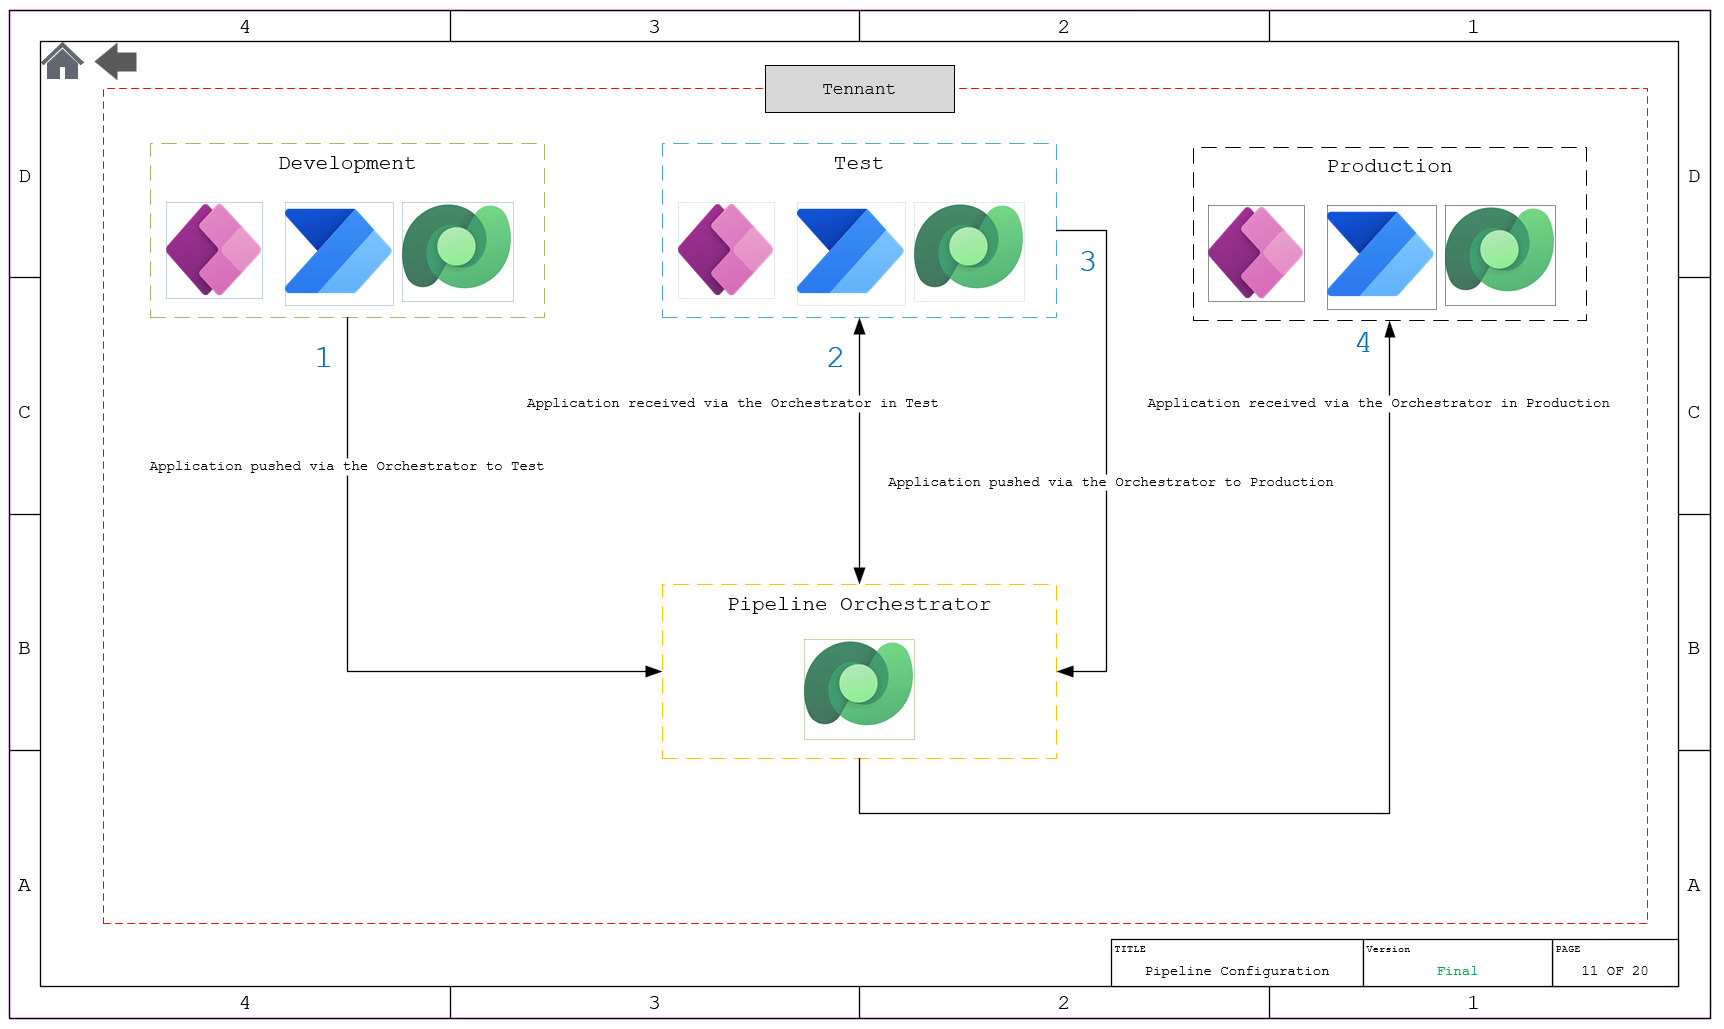 4 3 2 1
Tennant
Development
Test
Production
D D
3
4
1
2
Application received via the Orchestrator in Test
Application received via the Orchestrator in Production
C C
Application pushed via the Orchestrator to Test
Application pushed via the Orchestrator to Production
Pipeline Orchestrator
B B
A A
TITLE
Pipeline Configuration
Version
Final
PAGE
11 OF 20
4 3 2 1